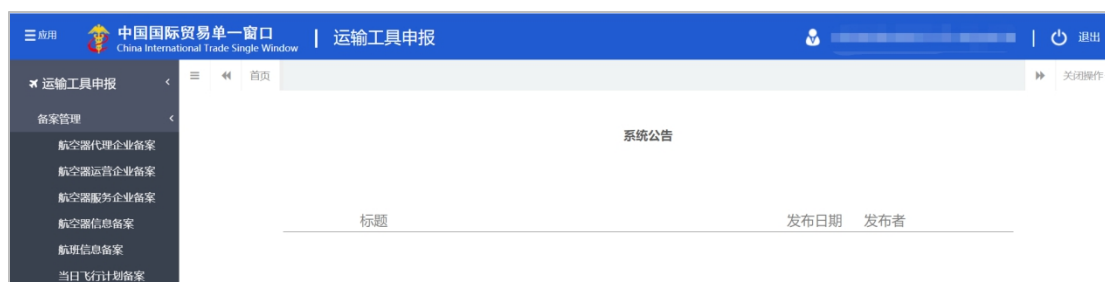 应用
中国国际贸易单一窗口
China International Trade Single Window
运输工具申报
退出
运输工具申报
首页
关闭操作
备案管理
航空器代理企业备案
航空器运营企业备案
航空器服务企业备案
航空器信息备案
航班信息备案
当日飞行计划备案
系统公告
标题 发布日期 发布者